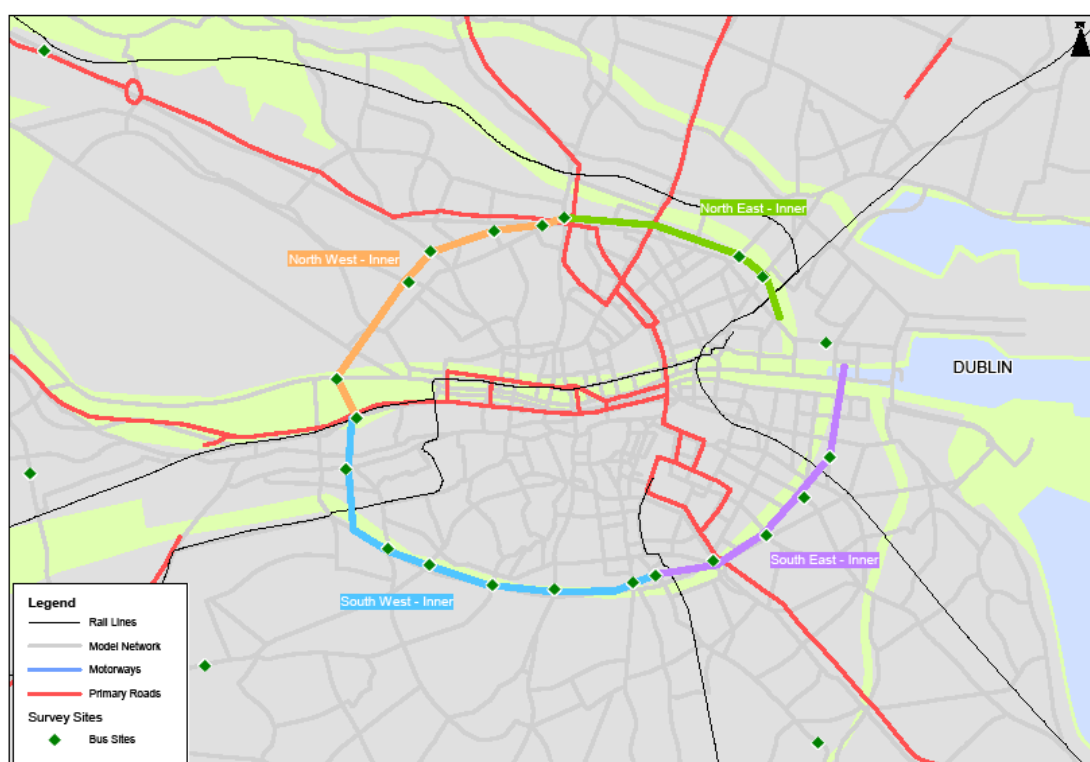 North East - Inner
North West - Inner
DUBLIN
South East - Inner
South West - Inner
Legend
Rail Lines
Model Network
Motorways
Primary Roads
Survey Sites
Bus Sites